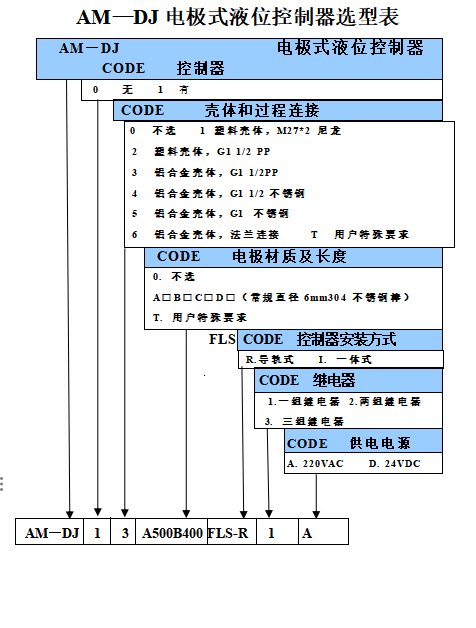 AM—DJ 电极式液位控制器选型表
AM－DJ 电极式液位控制器
CODE 控制器
0 无 1 有
CODE 壳体和过程连接
0 不选 1 塑料壳体，M27*2 尼龙
2 塑料壳体，G1 1/2 PP
3 铝合金壳体，G1 1/2PP
4 铝合金壳体，G1 1/2 不锈钢
5 铝合金壳体，G1 不锈钢
6 铝合金壳体，法兰连接 T 用户特殊要求
CODE 电极材质及长度
0. 不选
A□B□C□D□（常规直径 6mm304 不锈钢棒）
T. 用户特殊要求
FLS CODE 控制器安装方式
R.导轨式 I. 一体式
CODE 继电器
1.一组继电器 2.两组继电器
3. 三组继电器
CODE 供电电源
A. 220VAC D. 24VDC
AM—DJ 1 3 A500B400 FLS-R 1 A